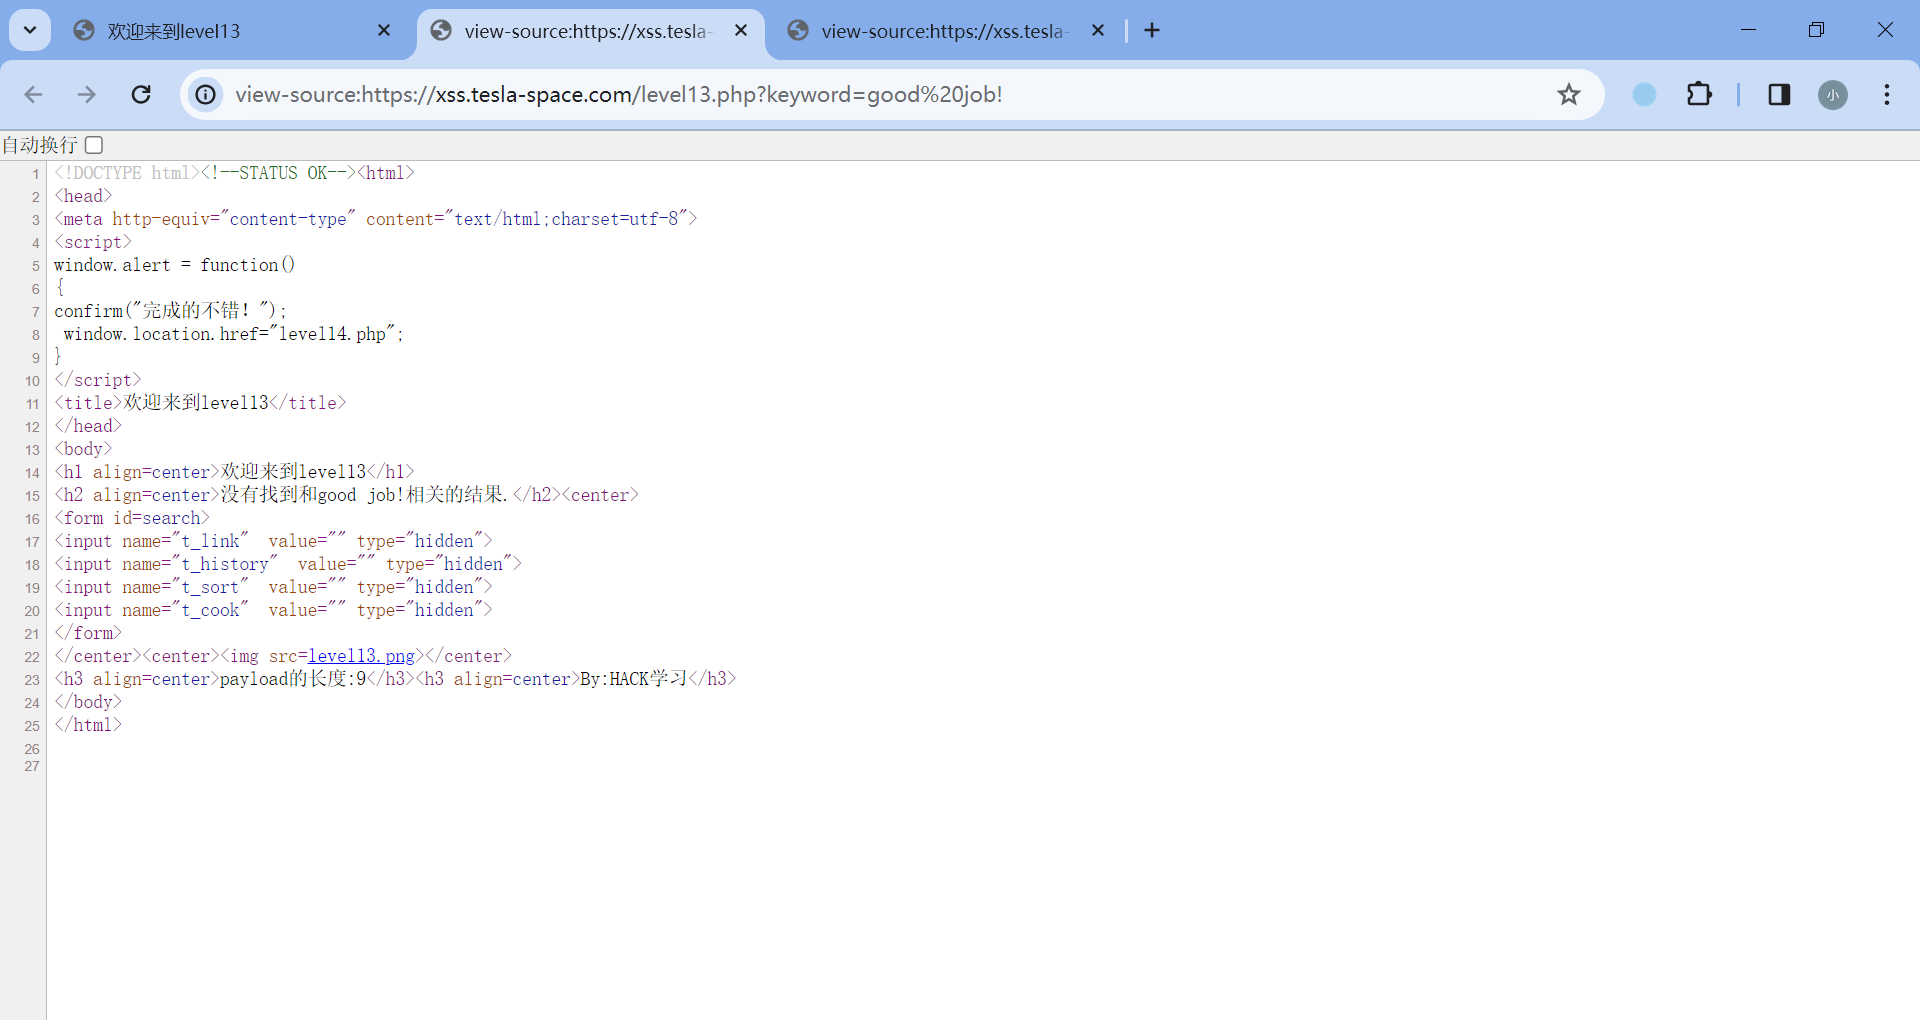 欢迎来到level13
view-source:https://xss.tesla-
view-source:https://xss.tesla-
view-source:https://xss.tesla-space.com/level13.php?keyword=good%20job!
小
自动换行
1 <!DOCTYPE html><!--STATUS OK--><html>
2 <head>
3 <meta http-equiv="content-type" content="text/html;charset=utf-8">
4 <script>
5 window.alert = function()
6 {
7 confirm("完成的不错！");
8  window.location.href="level14.php";
9 }
10 </script>
11 <title>欢迎来到level13</title>
12 </head>
13 <body>
14 <h1 align=center>欢迎来到level13</h1>
15 <h2 align=center>没有找到和good job!相关的结果.</h2><center>
16 <form id=search>
17 <input name="t_link"  value="" type="hidden">
18 <input name="t_history"  value="" type="hidden">
19 <input name="t_sort"  value="" type="hidden">
20 <input name="t_cook"  value="" type="hidden">
21 </form>
22 </center><center><img src=level13.png></center>
23 <h3 align=center>payload的长度:9</h3><h3 align=center>By:HACK学习</h3>
24 </body>
25 </html>
26
27